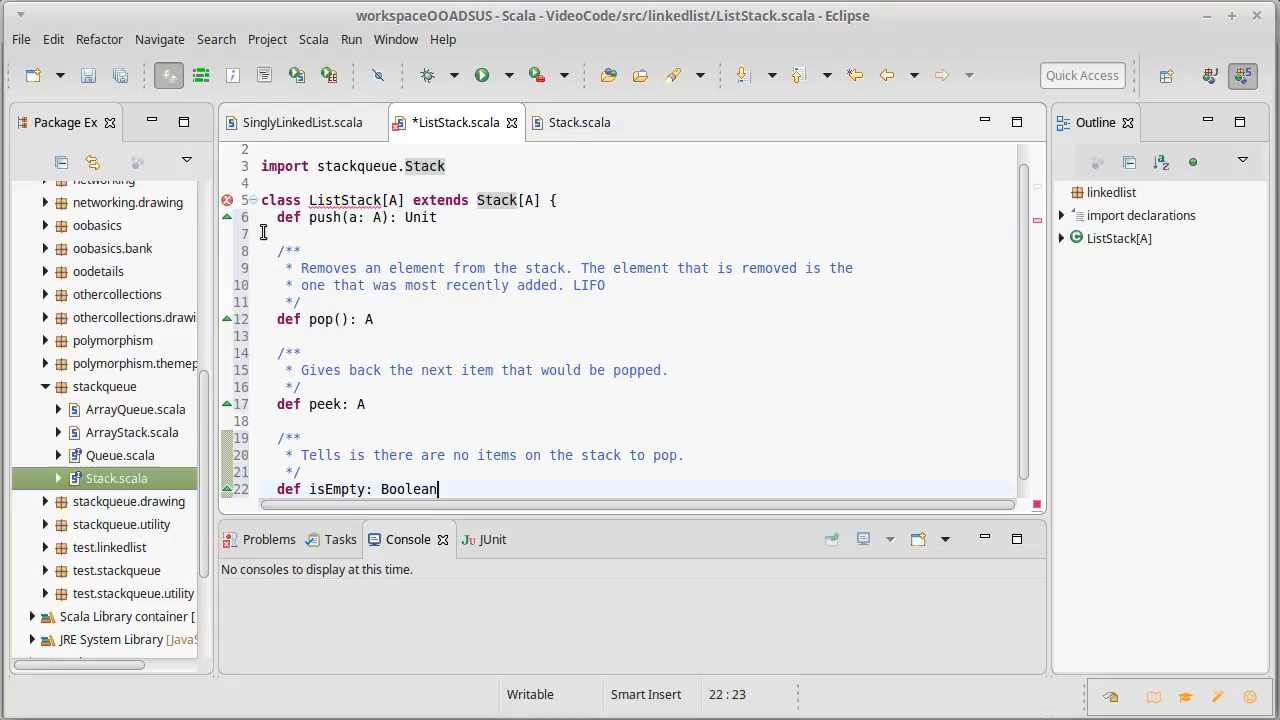 workspaceOOADSUS - Scala - VideoCode/src/linkedlist/ListStack.scala - Eclipse
File Edit Refactor Navigate Search Project Scala Run Window Help
Quick Access
Package Ex
networking
networking.drawing
oobasics
oobasics.bank
oodetails
othercollections
othercollections.drawi
polymorphism
polymorphism.themep
stackqueue
ArrayQueue.scala
ArrayStack.scala
Queue.scala
Stack.scala
stackqueue.drawing
stackqueue.utility
test.linkedlist
test.stackqueue
test.stackqueue.utility
Scala Library container [
JRE System Library [JavaS
SinglyLinkedList.scala *ListStack.scala Stack.scala
2
3 import stackqueue.Stack
4
5 class ListStack[A] extends Stack[A] {
6 def push(a: A): Unit
7
8 /**
9 * Removes an element from the stack. The element that is removed is the
10 * one that was most recently added. LIFO
11 */
12 def pop(): A
13
14 /**
15 * Gives back the next item that would be popped.
16 */
17 def peek: A
18
19 /**
20 * Tells is there are no items on the stack to pop.
21 */
22 def isEmpty: Boolean
Problems Tasks Console JUnit
No consoles to display at this time.
Outline
linkedlist
import declarations
ListStack[A]
Writable Smart Insert 22 : 23